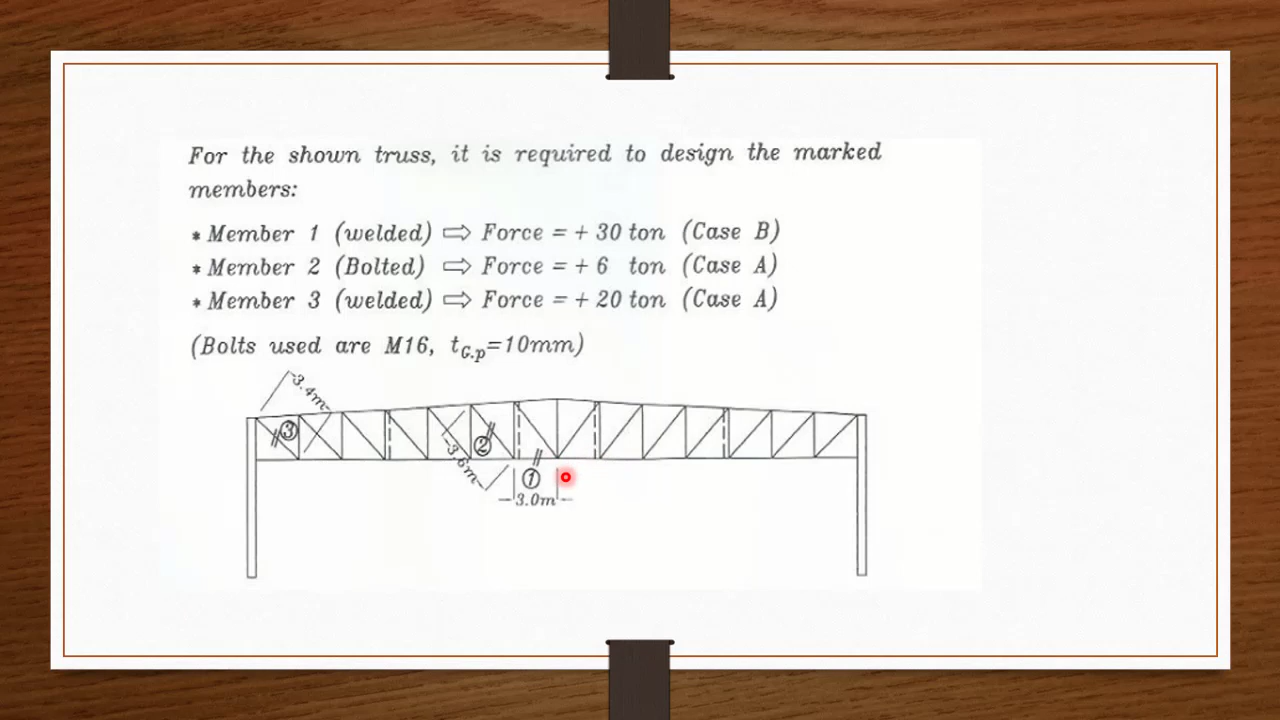 For the shown truss, it is required to design the marked
members:
* Member 1 (welded) ⇨ Force = + 30 ton (Case B)
* Member 2 (Bolted) ⇨ Force = + 6 ton (Case A)
* Member 3 (welded) ⇨ Force = + 20 ton (Case A)
(Bolts used are M16, tG.p=10mm)
3.4m
3
2
3.6m
1
3.0m